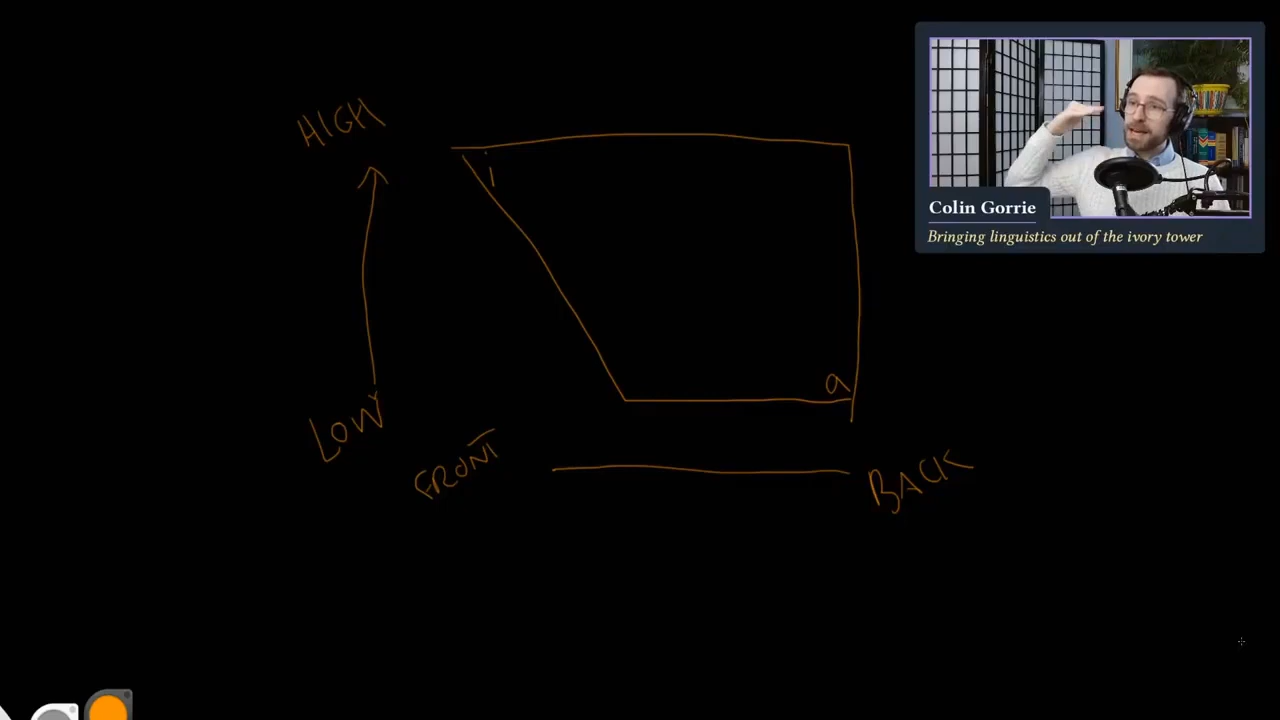 HIGH
i
LOW
a
FRONT
BACK
Colin Gorrie
Bringing linguistics out of the ivory tower